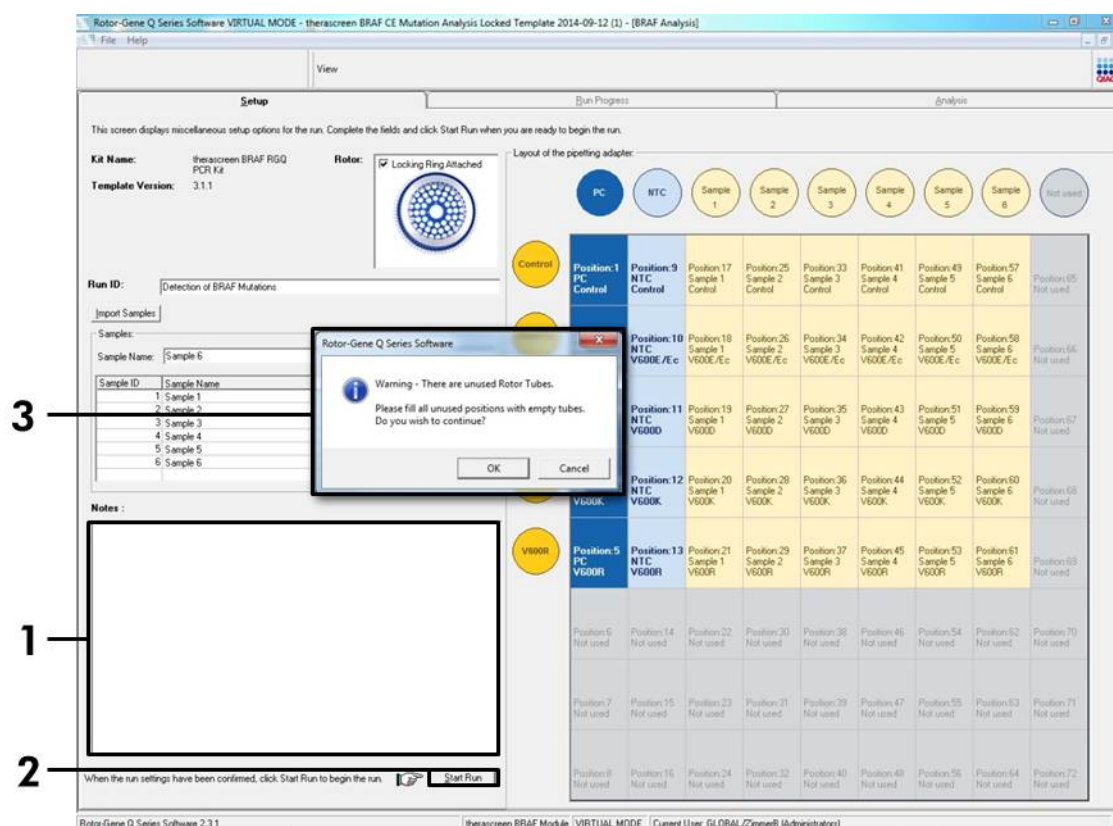 Rotor-Gene Q Series Software VIRTUAL MODE - therascreen BRAF CE Mutation Analysis Locked Template 2014-09-12 (1) - [BRAF Analysis]
File Help
View
Setup
Run Progress
Analysis
This screen displays miscellaneous setup options for the run. Complete the fields and click Start Run when you are ready to begin the run.
Kit Name: therascreen BRAF RGQ
PCR Kit
Template Version: 3.1.1
Rotor:
Locking Ring Attached
Run ID: Detection of BRAF Mutations
Import Samples
Samples:
Sample Name: Sample 6
Sample ID Sample Name
1 Sample 1
2 Sample 2
3 Sample 3
4 Sample 4
5 Sample 5
6 Sample 6
Notes :
When the run settings have been confirmed, click Start Run to begin the run.
Start Run
3
1
2
Rotor-Gene Q Series Software
Warning - There are unused Rotor Tubes.
Please fill all unused positions with empty tubes.
Do you wish to continue?
OK Cancel
Layout of the pipetting adapter:
PC NTC Sample 1 Sample 2 Sample 3 Sample 4 Sample 5 Sample 6 Not used
Control
Position:1 Position:9 Position:17 Position:25 Position:33 Position:41 Position:49 Position:57 Position:65
PC NTC Sample 1 Sample 2 Sample 3 Sample 4 Sample 5 Sample 6 Not used
Control Control Control Control Control Control Control Control
Position:10 Position:18 Position:26 Position:34 Position:42 Position:50 Position:58 Position:66
NTC Sample 1 Sample 2 Sample 3 Sample 4 Sample 5 Sample 6 Not used
V600E/Ec V600E/Ec V600E/Ec V600E/Ec V600E/Ec V600E/Ec V600E/Ec
Position:11 Position:19 Position:27 Position:35 Position:43 Position:51 Position:59 Position:67
NTC Sample 1 Sample 2 Sample 3 Sample 4 Sample 5 Sample 6 Not used
V600D V600D V600D V600D V600D V600D V600D
Position:12 Position:20 Position:28 Position:36 Position:44 Position:52 Position:60 Position:68
NTC Sample 1 Sample 2 Sample 3 Sample 4 Sample 5 Sample 6 Not used
V600K V600K V600K V600K V600K V600K V600K V600K
V600R
Position:5 Position:13 Position:21 Position:29 Position:37 Position:45 Position:53 Position:61 Position:69
PC NTC Sample 1 Sample 2 Sample 3 Sample 4 Sample 5 Sample 6 Not used
V600R V600R V600R V600R V600R V600R V600R V600R
Position:6 Position:14 Position:22 Position:30 Position:38 Position:46 Position:54 Position:62 Position:70
Not used Not used Not used Not used Not used Not used Not used Not used Not used
Position:7 Position:15 Position:23 Position:31 Position:39 Position:47 Position:55 Position:63 Position:71
Not used Not used Not used Not used Not used Not used Not used Not used Not used
Position:8 Position:16 Position:24 Position:32 Position:40 Position:48 Position:56 Position:64 Position:72
Not used Not used Not used Not used Not used Not used Not used Not used Not used
Rotor-Gene Q Series Software 2.3.1
therascreen BRAF Module VIRTUAL MODE Current User: GLOBAL/ZimmerB (Administrators)